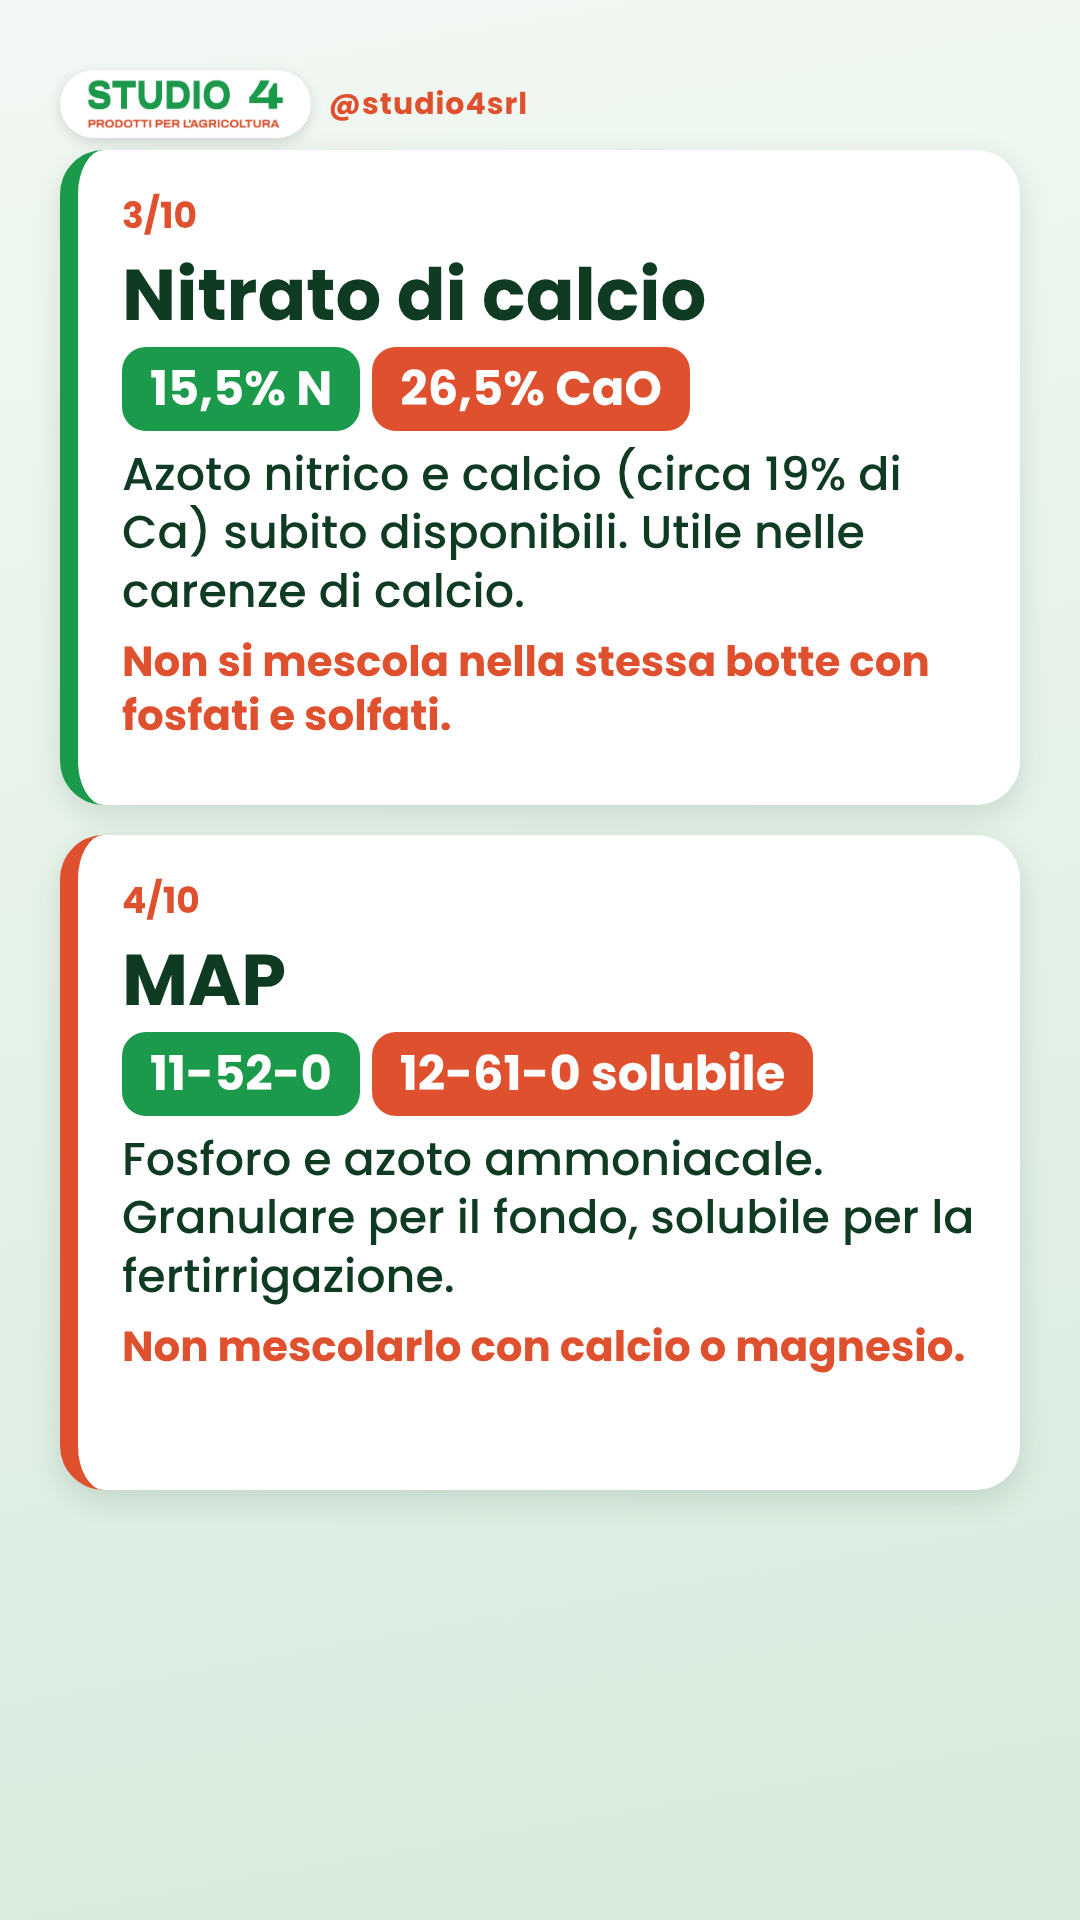 STUDIO 4
PRODOTTI PER L'AGRICOLTURA
@studio4srl
3/10
Nitrato di calcio
15,5% N
26,5% CaO
Azoto nitrico e calcio (circa 19% di
Ca) subito disponibili. Utile nelle
carenze di calcio.
Non si mescola nella stessa botte con
fosfati e solfati.
4/10
MAP
11-52-0
12-61-0 solubile
Fosforo e azoto ammoniacale.
Granulare per il fondo, solubile per la
fertirrigazione.
Non mescolarlo con calcio o magnesio.